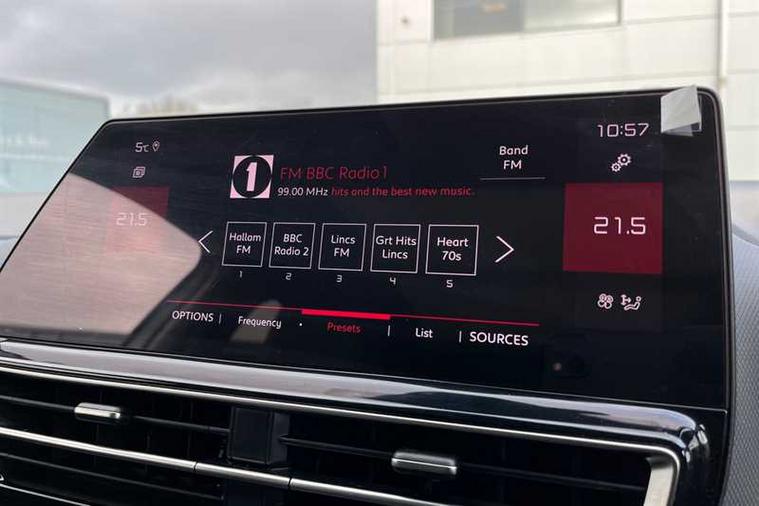 5°C
10:57
1
FM BBC Radio 1
99.00 MHz hits and the best new music.
Band
FM
21.5
21.5
Hallam
FM
BBC
Radio 2
Lincs
FM
Grt Hits
Lincs
Heart
70s
1 2 3 4 5
OPTIONS | Frequency · Presets | List | SOURCES